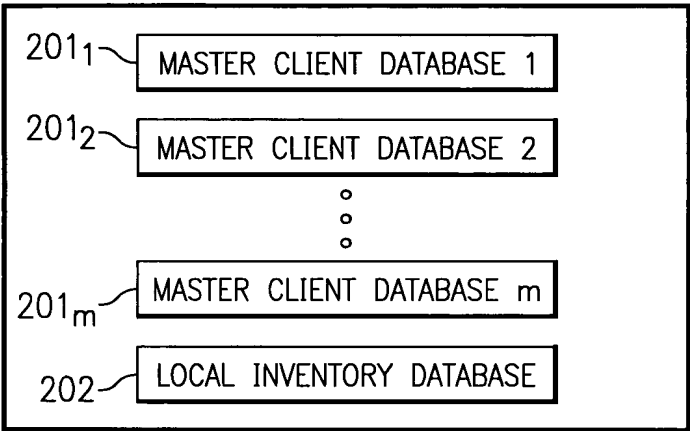 201₁ MASTER CLIENT DATABASE 1
201₂ MASTER CLIENT DATABASE 2
201ₘ MASTER CLIENT DATABASE m
202 LOCAL INVENTORY DATABASE